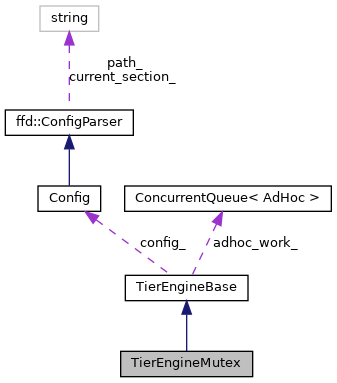 string
path_
current_section_
ffd::ConfigParser
Config
ConcurrentQueue< AdHoc >
config_
adhoc_work_
TierEngineBase
TierEngineMutex